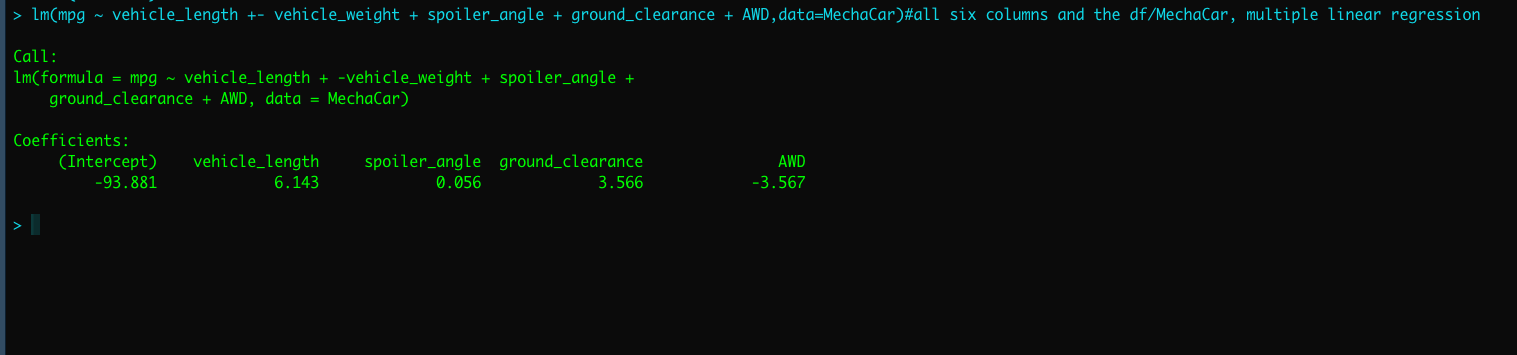 > lm(mpg ~ vehicle_length +- vehicle_weight + spoiler_angle + ground_clearance + AWD,data=MechaCar)#all six columns and the df/MechaCar, multiple linear regression
Call:
lm(formula = mpg ~ vehicle_length + -vehicle_weight + spoiler_angle +
    ground_clearance + AWD, data = MechaCar)
Coefficients:
     (Intercept)    vehicle_length     spoiler_angle  ground_clearance               AWD
         -93.881             6.143             0.056             3.566            -3.567
>